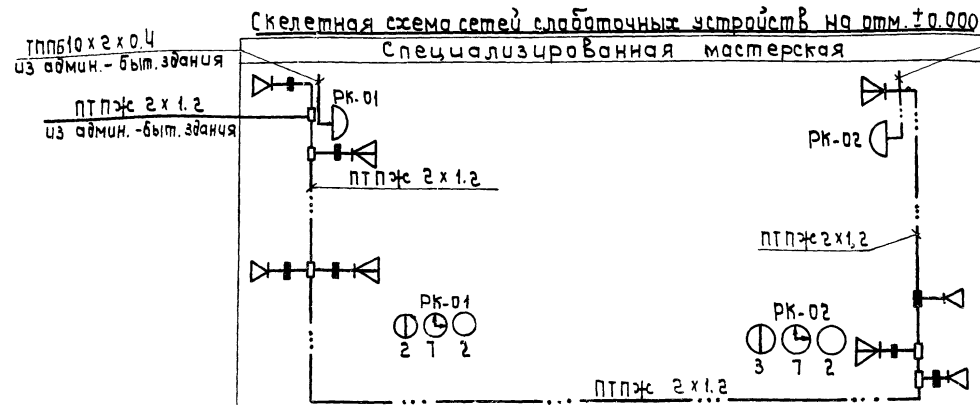 Скелетная схема сетей слаботочных устройств на отм. ±0.000
Специализированная мастерская
ТППБ10х2х0.4
из админ.-быт. здания
ПТПЖ 2х1.2
из админ.-быт. здания
РК-01
РК-02
ПТПЖ 2х1.2
ПТПЖ 2х1,2
РК-01
2 7 2
РК-02
3 7 2
ПТПЖ 2х1.2